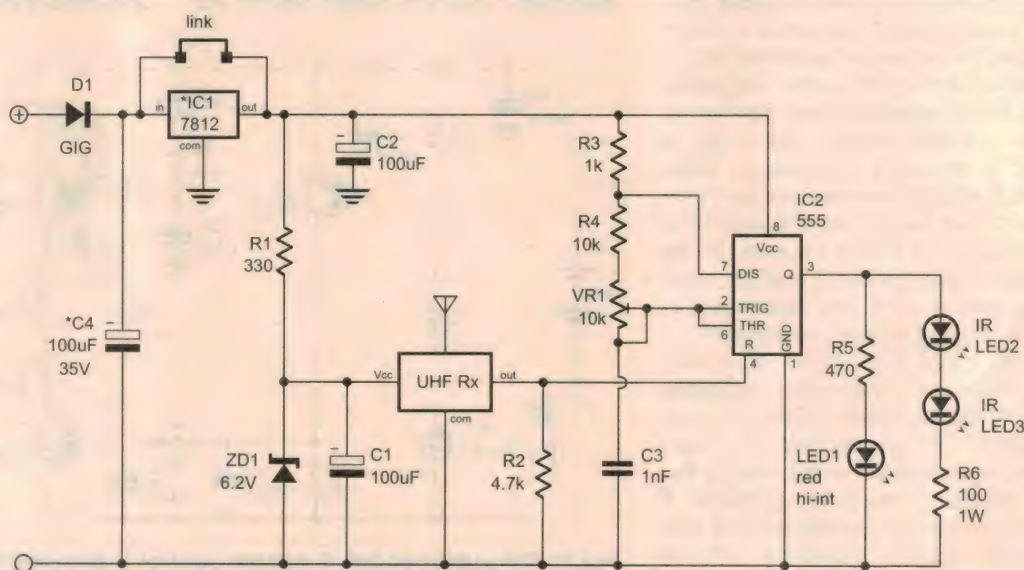 link
D1
GIG
in
*IC1
7812
out
com
C2
100uF
R3
1k
R4
10k
VR1
10k
IC2
555
8
Vcc
7
DIS
Q
3
2
TRIG
THR
6
R
GND
4
1
R1
330
*C4
100uF
35V
Vcc
UHF Rx
out
com
ZD1
6.2V
C1
100uF
R2
4.7k
C3
1nF
R5
470
LED1
red
hi-int
IR
LED2
IR
LED3
R6
100
1W